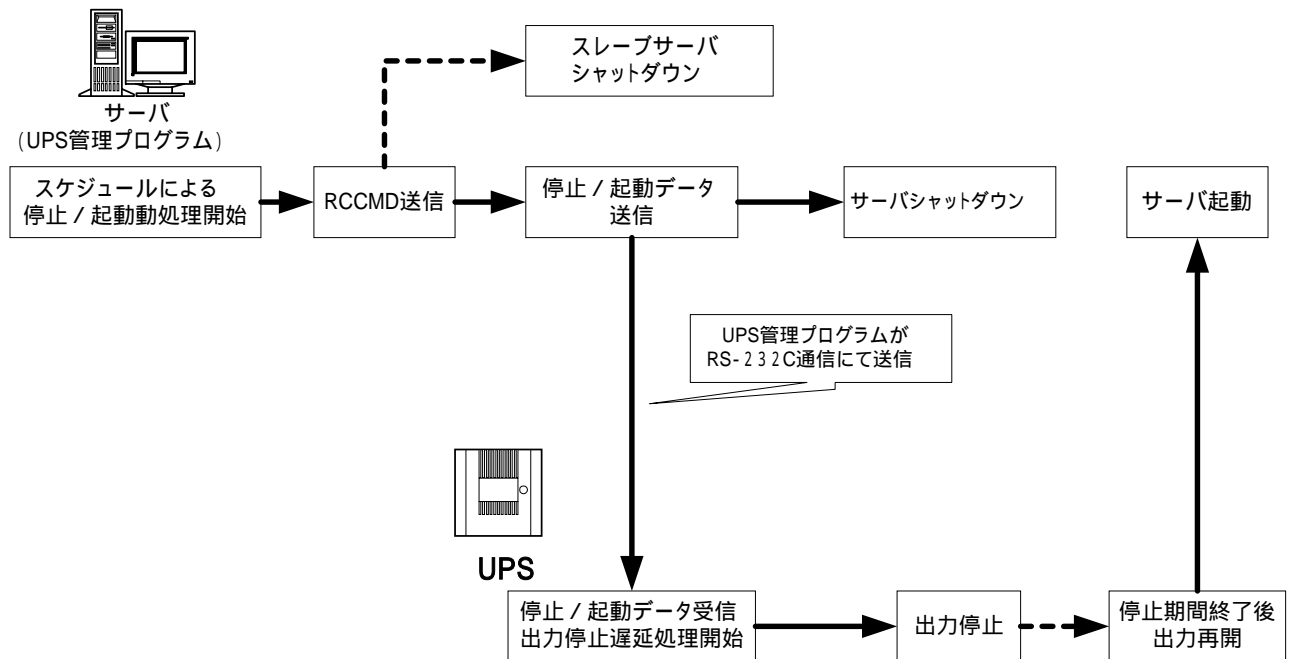 スレーブサーバ
シャットダウン
サーバ
(UPS管理プログラム)
スケジュールによる
停止/起動動処理開始
RCCMD送信
停止/起動データ
送信
サーバシャットダウン
サーバ起動
UPS管理プログラムが
RS-232C通信にて送信
UPS
停止/起動データ受信
出力停止遅延処理開始
出力停止
停止期間終了後
出力再開